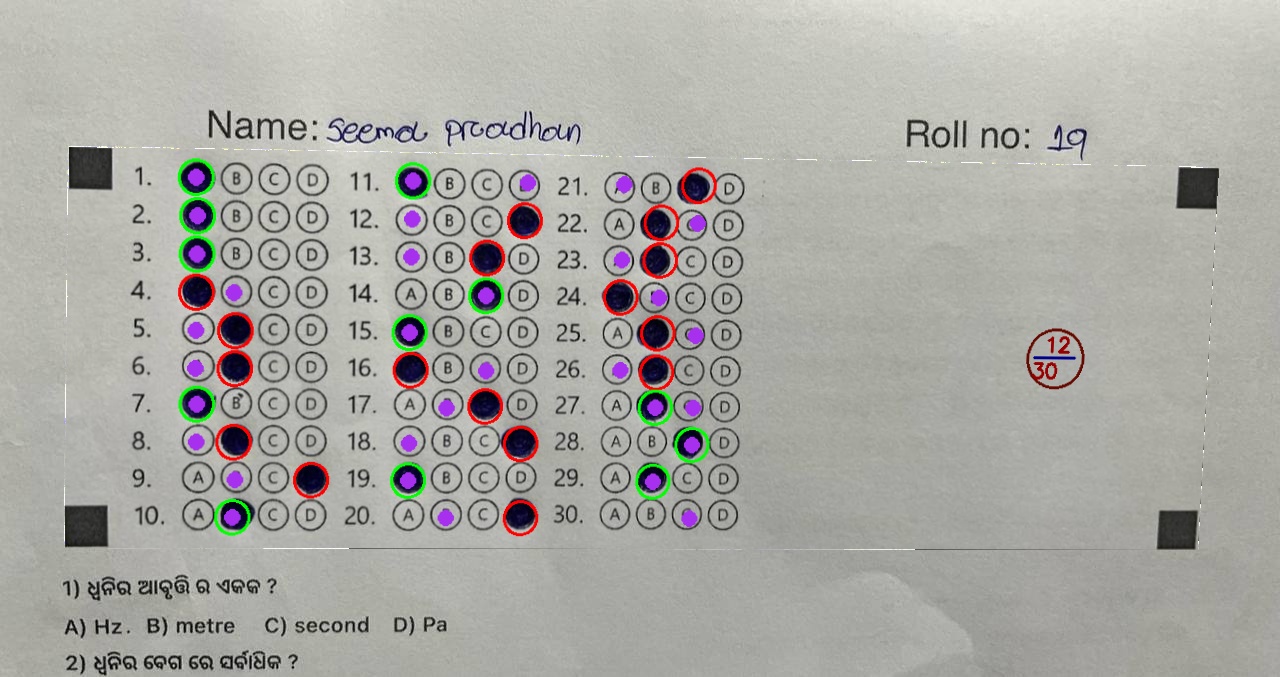 Name: Seema pradhan Roll no: 19
1. B C D 11. B C 21. B D
2. B C D 12. B C 22. A D
3. B C D 13. B D 23. C D
4. C D 14. A B D 24. C D
5. C D 15. B C D 25. A D
6. C D 16. B D 26. C D
7. B C D 17. A D 27. A D
8. C D 18. B C 28. A B D
9. A C 19. B C D 29. A C D
10. A C D 20. A C 30. A B D
12
30
1) ଧ୍ୱନିର ଆବୃତ୍ତି ର ଏକକ ?
A) Hz. B) metre C) second D) Pa
2) ଧ୍ୱନିର ବେଗ ରେ ସର୍ବାଧିକ ?